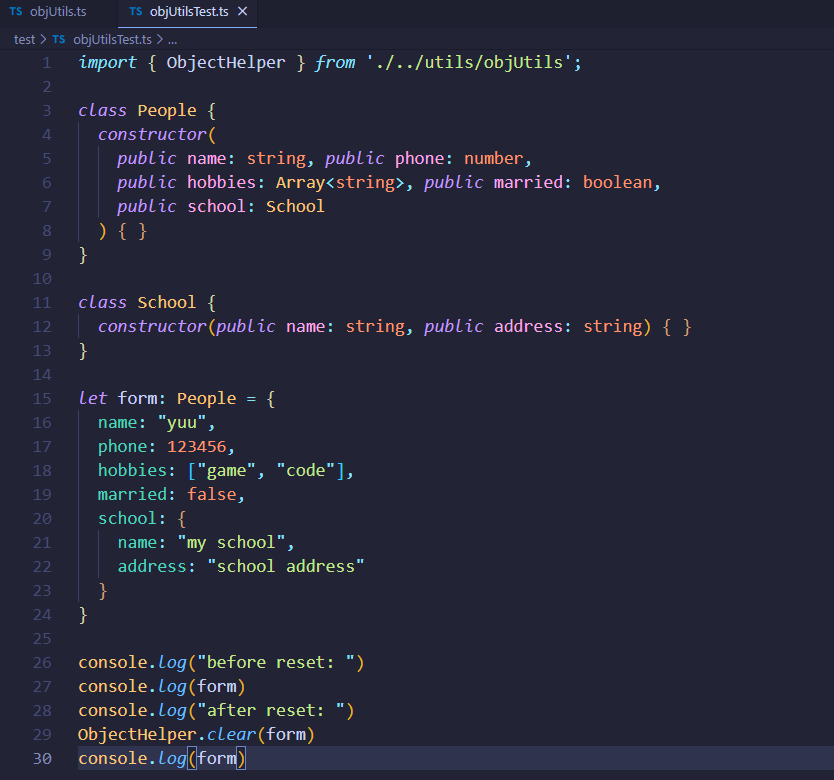 TS objUtils.ts TS objUtilsTest.ts ×
test > TS objUtilsTest.ts > ...
1 import { ObjectHelper } from './../utils/objUtils';
2
3 class People {
4   constructor(
5     public name: string, public phone: number,
6     public hobbies: Array<string>, public married: boolean,
7     public school: School
8   ) { }
9 }
10
11 class School {
12   constructor(public name: string, public address: string) { }
13 }
14
15 let form: People = {
16   name: "yuu",
17   phone: 123456,
18   hobbies: ["game", "code"],
19   married: false,
20   school: {
21     name: "my school",
22     address: "school address"
23   }
24 }
25
26 console.log("before reset: ")
27 console.log(form)
28 console.log("after reset: ")
29 ObjectHelper.clear(form)
30 console.log(form)